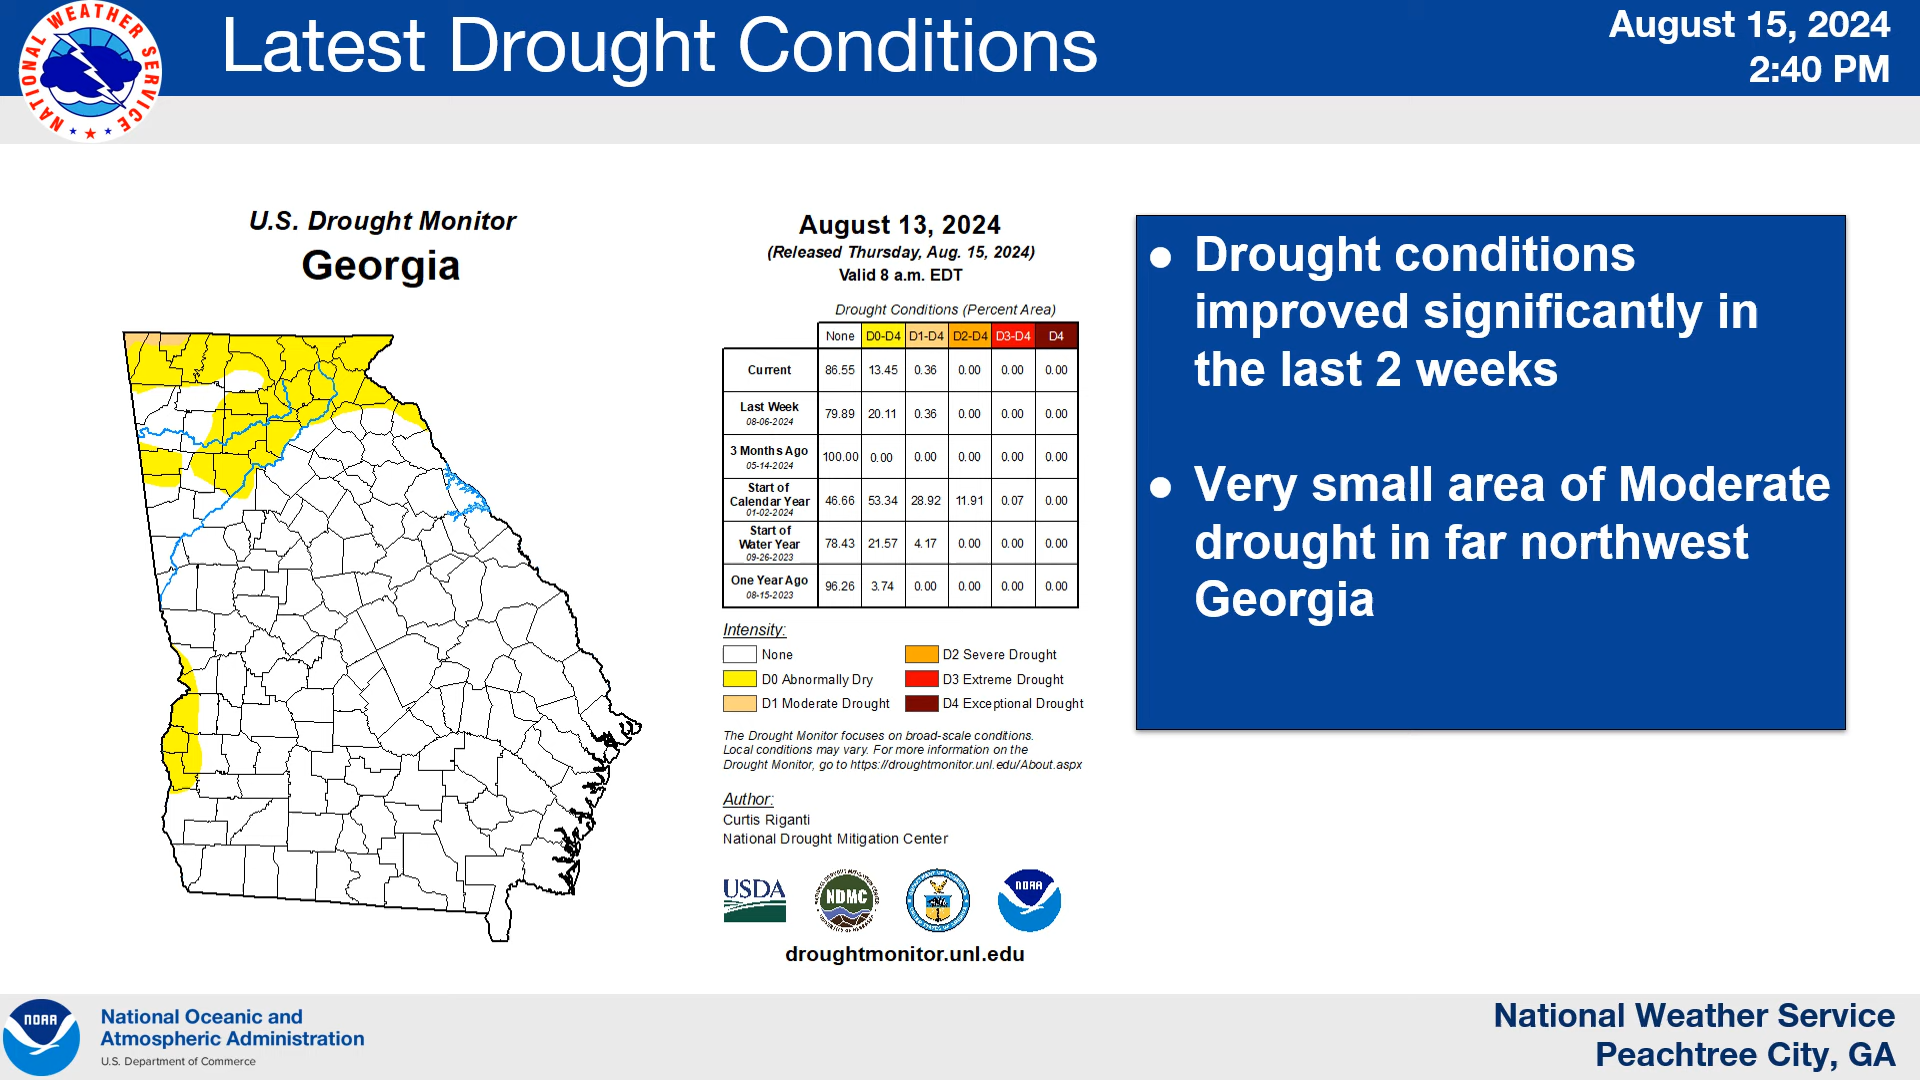 NATIONAL WEATHER SERVICE
Latest Drought Conditions
August 15, 2024
2:40 PM
U.S. Drought Monitor
Georgia
August 13, 2024
(Released Thursday, Aug. 15, 2024)
Valid 8 a.m. EDT
Drought Conditions (Percent Area)
None D0-D4 D1-D4 D2-D4 D3-D4 D4
Current 86.55 13.45 0.36 0.00 0.00 0.00
Last Week
08-06-2024 79.89 20.11 0.36 0.00 0.00 0.00
3 Months Ago
05-14-2024 100.00 0.00 0.00 0.00 0.00 0.00
Start of
Calendar Year
01-02-2024 46.66 53.34 28.92 11.91 0.07 0.00
Start of
Water Year
09-26-2023 78.43 21.57 4.17 0.00 0.00 0.00
One Year Ago
08-15-2023 96.26 3.74 0.00 0.00 0.00 0.00
Intensity:
None
D0 Abnormally Dry
D1 Moderate Drought
D2 Severe Drought
D3 Extreme Drought
D4 Exceptional Drought
The Drought Monitor focuses on broad-scale conditions.
Local conditions may vary. For more information on the
Drought Monitor, go to https://droughtmonitor.unl.edu/About.aspx
Author:
Curtis Riganti
National Drought Mitigation Center
USDA
NDMC
NOAA
droughtmonitor.unl.edu
● Drought conditions
improved significantly in
the last 2 weeks
● Very small area of Moderate
drought in far northwest
Georgia
NOAA
National Oceanic and
Atmospheric Administration
U.S. Department of Commerce
National Weather Service
Peachtree City, GA